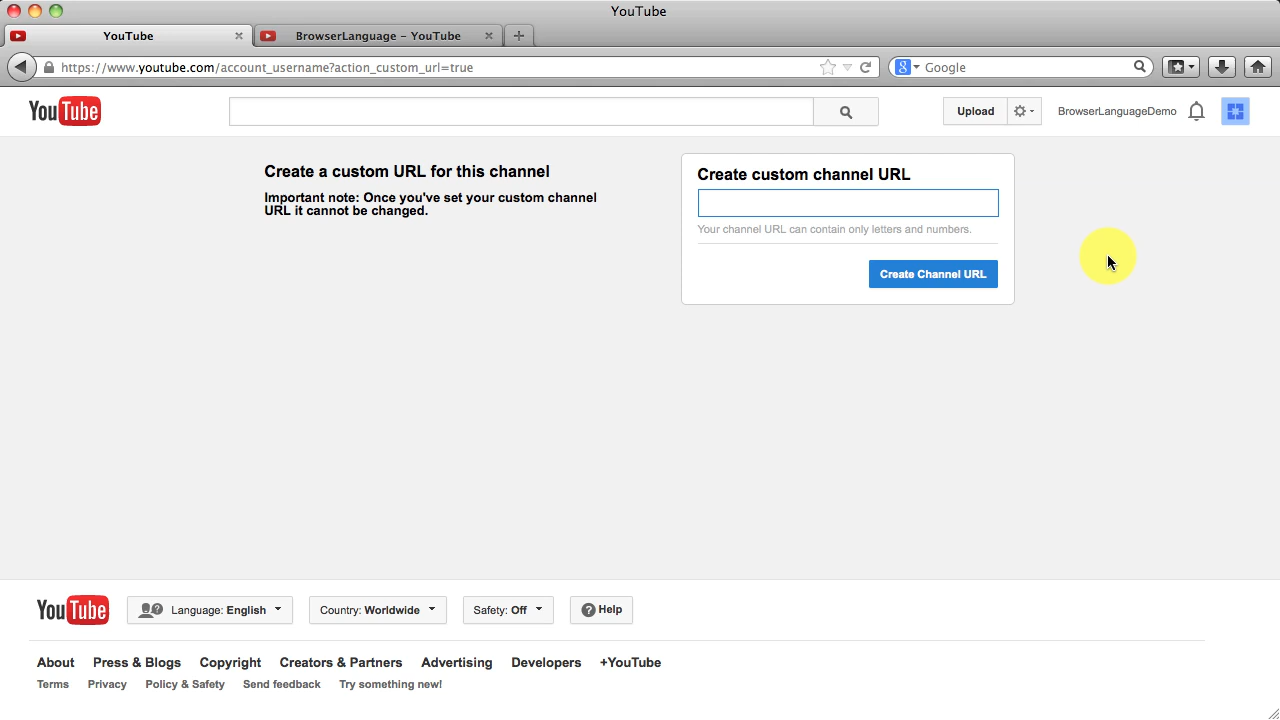 YouTube
YouTube
BrowserLanguage – YouTube
https://www.youtube.com/account_username?action_custom_url=true
8 Google
YouTube
Upload
BrowserLanguageDemo
Create a custom URL for this channel
Important note: Once you've set your custom channel
URL it cannot be changed.
Create custom channel URL
Your channel URL can contain only letters and numbers.
Create Channel URL
YouTube
Language: English
Country: Worldwide
Safety: Off
? Help
About Press & Blogs Copyright Creators & Partners Advertising Developers +YouTube
Terms Privacy Policy & Safety Send feedback Try something new!